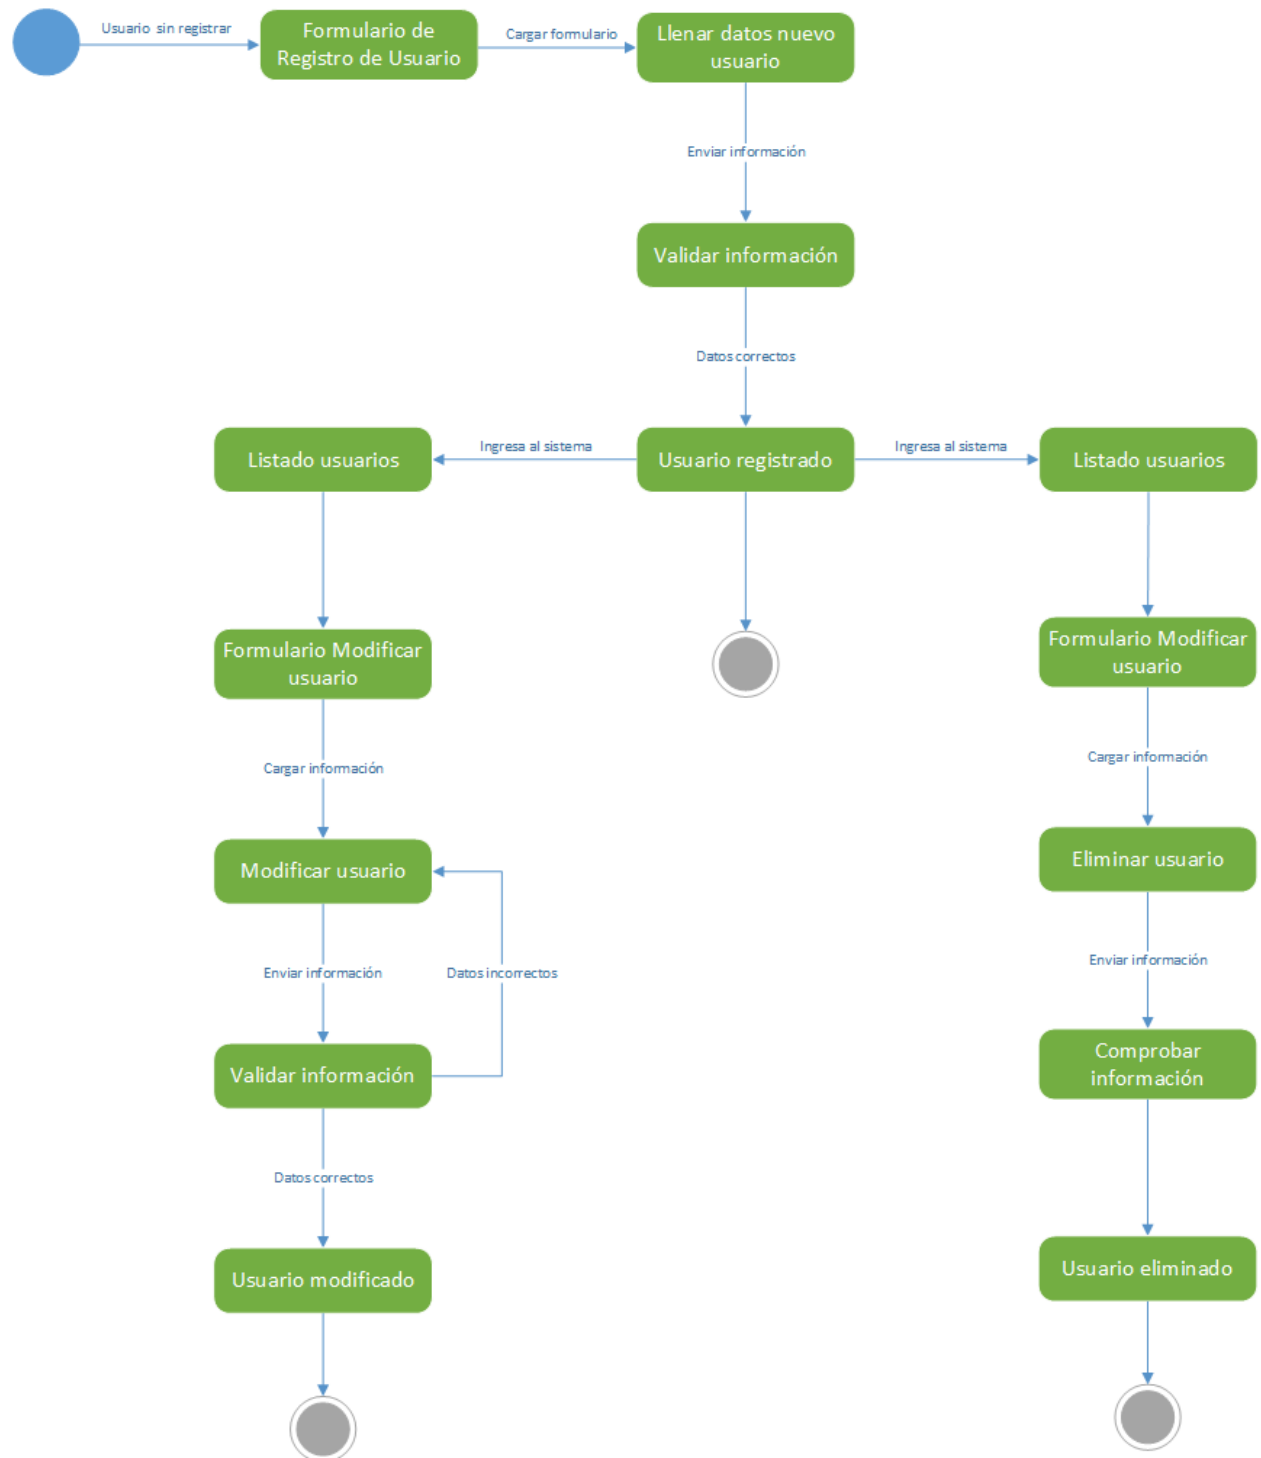 Usuario sin registrar
Formulario de
Registro de Usuario
Cargar formulario
Llenar datos nuevo
usuario
Enviar información
Validar información
Datos correctos
Listado usuarios
Ingresa al sistema
Usuario registrado
Ingresa al sistema
Listado usuarios
Formulario Modificar
usuario
Formulario Modificar
usuario
Cargar información
Cargar información
Modificar usuario
Eliminar usuario
Enviar información
Datos incorrectos
Enviar información
Validar información
Comprobar
información
Datos correctos
Usuario modificado
Usuario eliminado